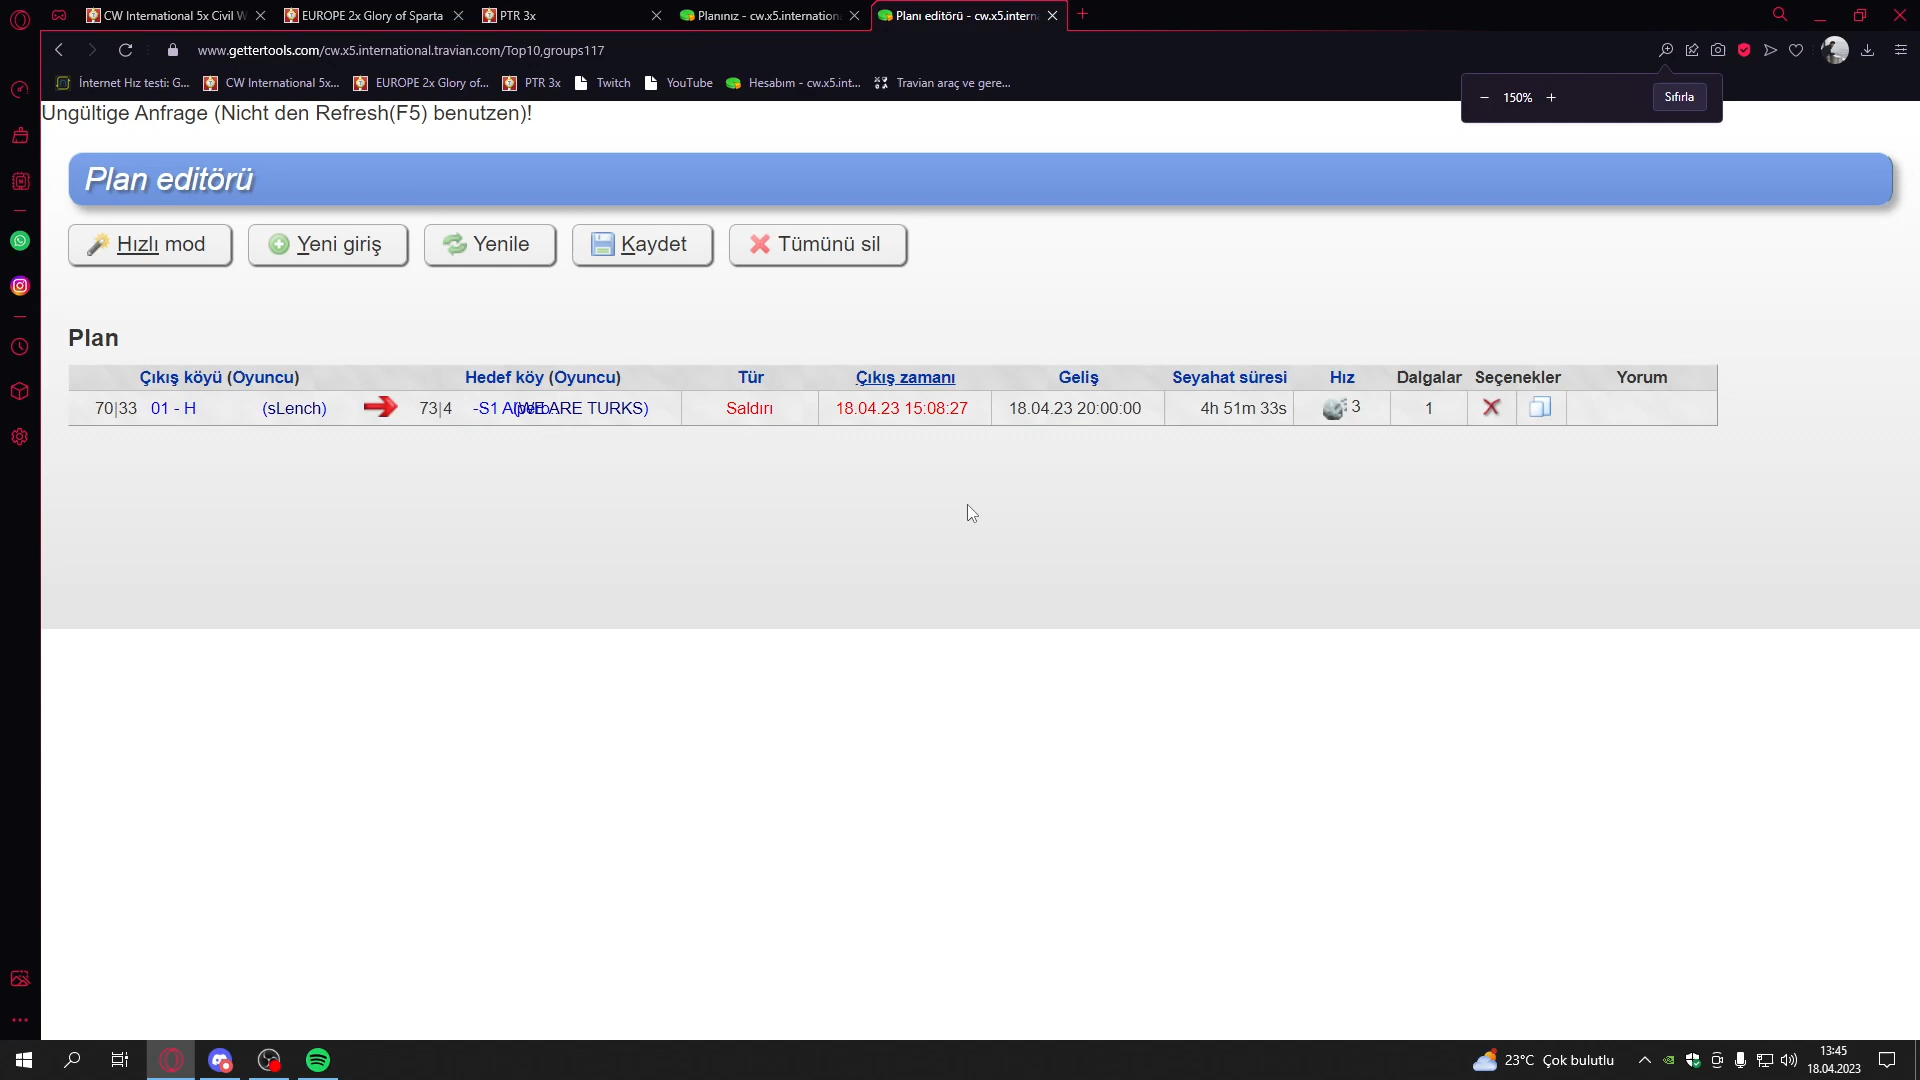 CW International 5x Civil W
EUROPE 2x Glory of Sparta
PTR 3x
Planınız - cw.x5.internation
Planı editörü - cw.x5.intern
www.gettertools.com/cw.x5.international.travian.com/Top10,groups117
İnternet Hız testi: G...
CW International 5x...
EUROPE 2x Glory of...
PTR 3x
Twitch
YouTube
Hesabım - cw.x5.int...
Travian araç ve gere...
150%
Sıfırla
Ungültige Anfrage (Nicht den Refresh(F5) benutzen)!
Plan editörü
Hızlı mod
Yeni giriş
Yenile
Kaydet
Tümünü sil
Plan
Çıkış köyü (Oyuncu) Hedef köy (Oyuncu) Tür Çıkış zamanı Geliş Seyahat süresi Hız Dalgalar Seçenekler Yorum
70|33 01 - H (sLench) 73|4 -S1 (WE ARE TURKS) Saldırı 18.04.23 15:08:27 18.04.23 20:00:00 4h 51m 33s 3 1
23°C Çok bulutlu
13:45
18.04.2023